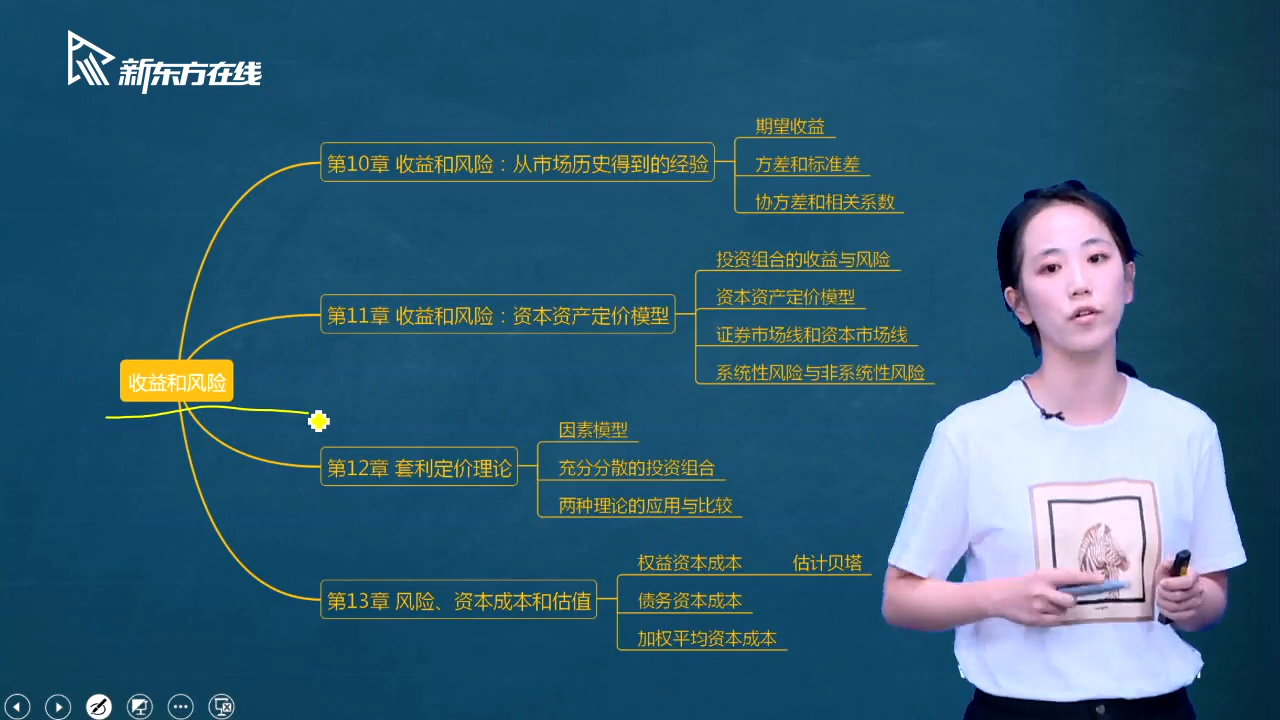 新东方在线
收益和风险
第10章 收益和风险：从市场历史得到的经验
期望收益
方差和标准差
协方差和相关系数
第11章 收益和风险：资本资产定价模型
投资组合的收益与风险
资本资产定价模型
证券市场线和资本市场线
系统性风险与非系统性风险
第12章 套利定价理论
因素模型
充分分散的投资组合
两种理论的应用与比较
第13章 风险、资本成本和估值
权益资本成本
估计贝塔
债务资本成本
加权平均资本成本